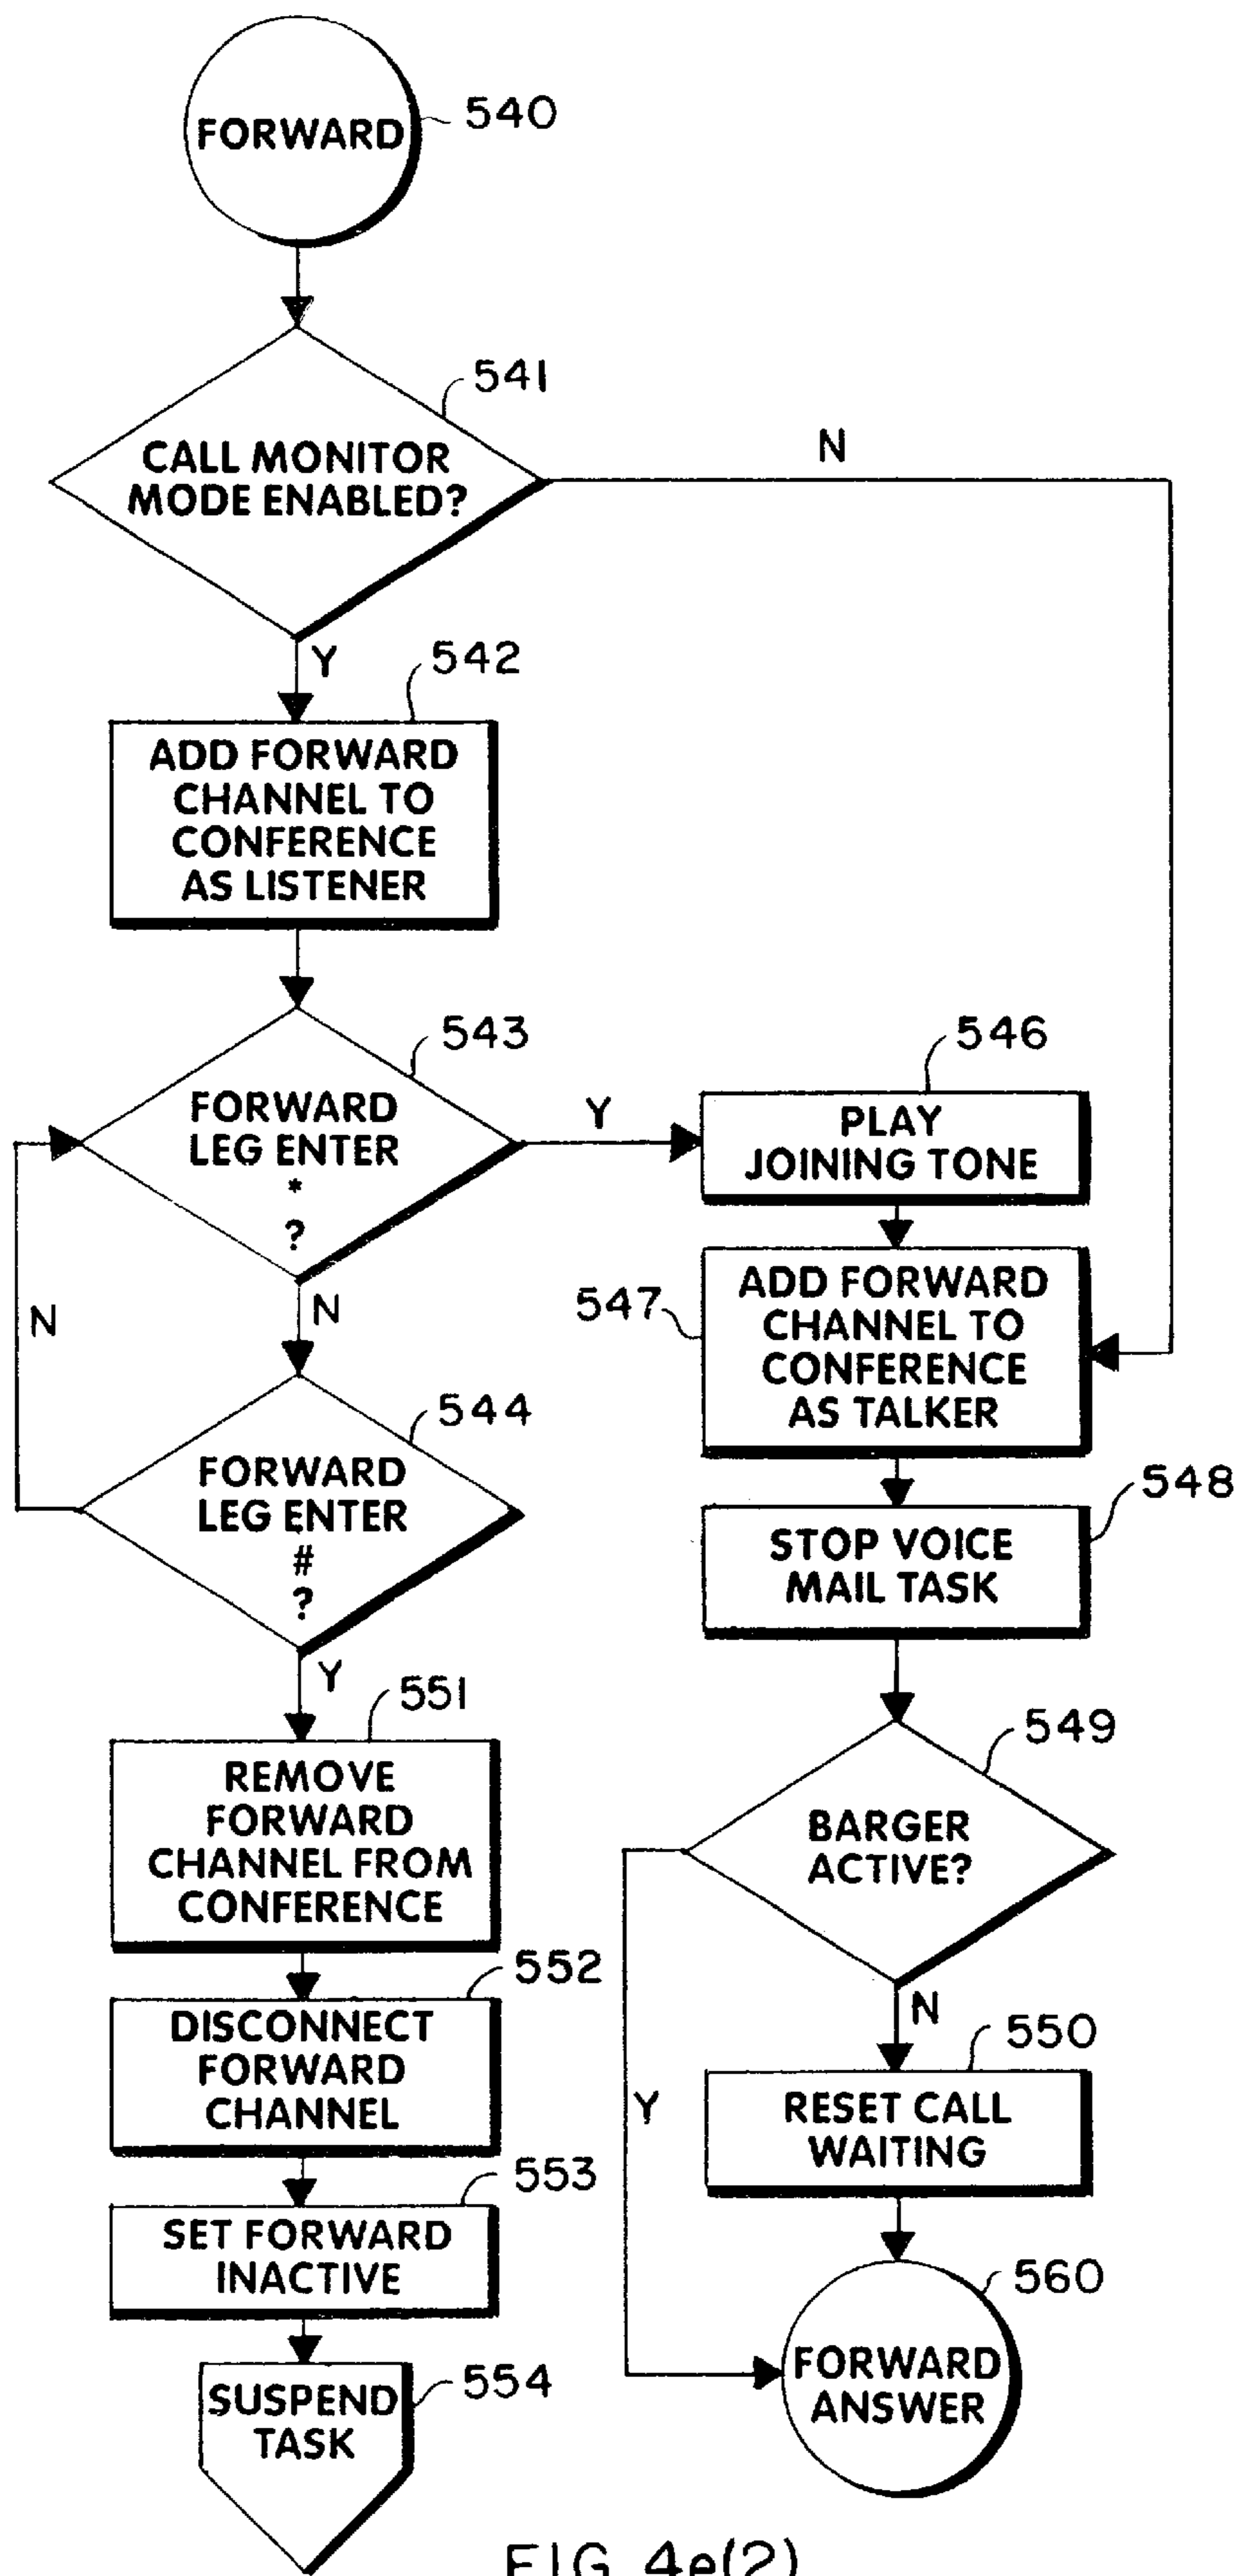 FORWARD
540
541
CALL MONITOR
MODE ENABLED?
N
Y
542
ADD FORWARD
CHANNEL TO
CONFERENCE
AS LISTENER
543
FORWARD
LEG ENTER
*
?
Y
546
PLAY
JOINING TONE
N
N
547
ADD FORWARD
CHANNEL TO
CONFERENCE
AS TALKER
544
FORWARD
LEG ENTER
#
?
548
STOP VOICE
MAIL TASK
Y
551
REMOVE
FORWARD
CHANNEL FROM
CONFERENCE
549
BARGER
ACTIVE?
552
DISCONNECT
FORWARD
CHANNEL
N
Y
550
RESET CALL
WAITING
553
SET FORWARD
INACTIVE
560
FORWARD
ANSWER
SUSPEND
TASK
554
FIG. 4e(2)